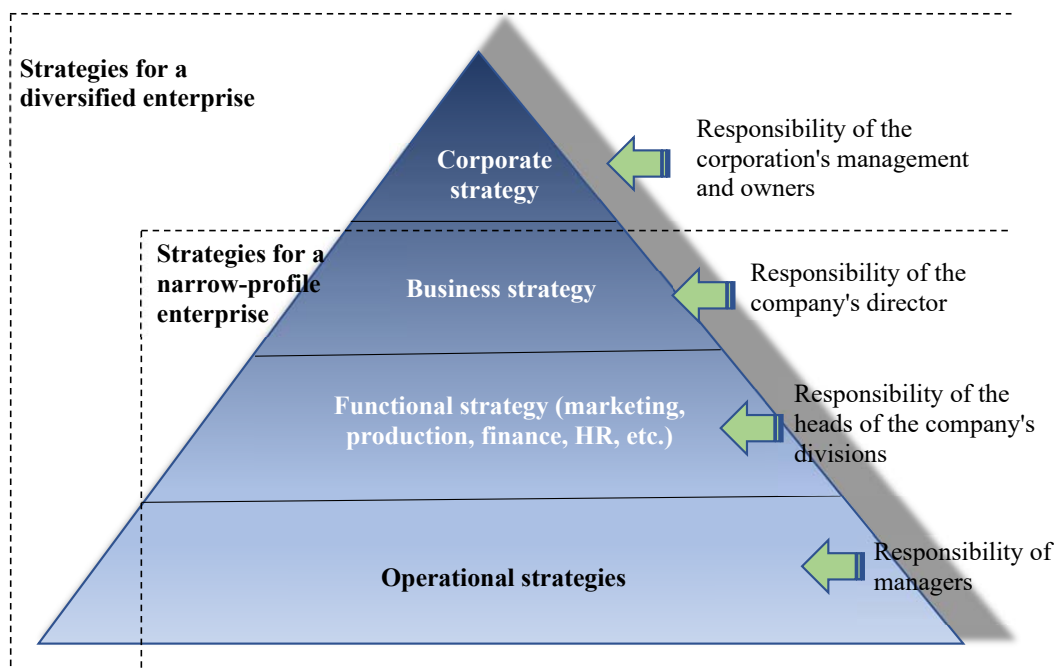 Strategies for a
diversified enterprise
Corporate
strategy
Responsibility of the
corporation's management
and owners
Strategies for a
narrow-profile
enterprise
Business strategy
Responsibility of the
company's director
Functional strategy (marketing,
production, finance, HR, etc.)
Responsibility of the
heads of the company's
divisions
Operational strategies
Responsibility of
managers